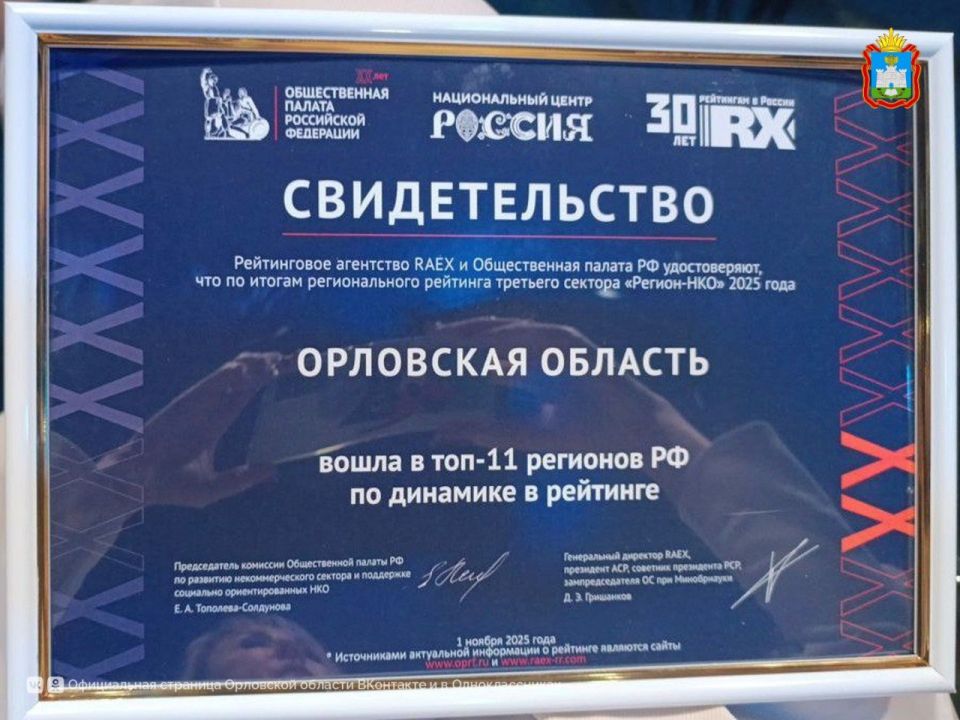 XX лет
ОБЩЕСТВЕННАЯ
ПАЛАТА
РОССИЙСКОЙ
ФЕДЕРАЦИИ
НАЦИОНАЛЬНЫЙ ЦЕНТР
РОССИЯ
30 ЛЕТ
РЕЙТИНГАМ В РОССИИ
RX
СВИДЕТЕЛЬСТВО
Рейтинговое агентство RAEX и Общественная палата РФ удостоверяют,
что по итогам регионального рейтинга третьего сектора «Регион-НКО» 2025 года
ОРЛОВСКАЯ ОБЛАСТЬ
вошла в топ-11 регионов РФ
по динамике в рейтинге
Председатель комиссии Общественной палаты РФ
по развитию некоммерческого сектора и поддержке
социально ориентированных НКО
Е. А. Тополева-Солдунова
Генеральный директор RAEX,
президент АСР, советник президента РСР,
зампредседателя ОС при Минобрнауки
Д. Э. Гришанков
1 ноября 2025 года
* Источниками актуальной информации о рейтинге являются сайты
www.oprf.ru и www.raex-rr.com
Официальная страница Орловской области ВКонтакте и в Одноклассниках